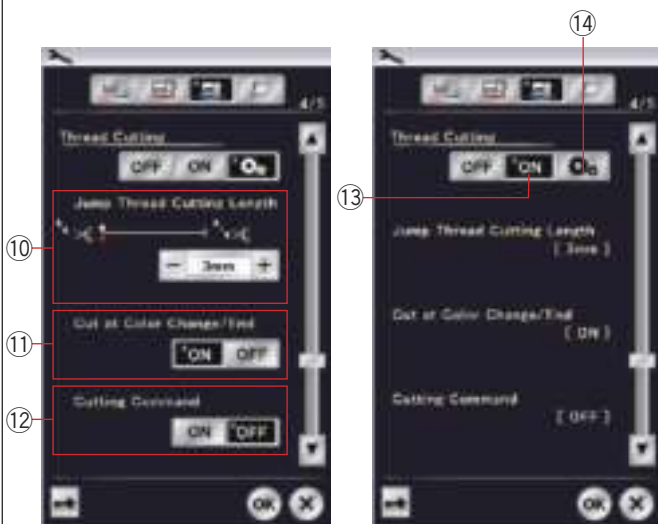 14
4/5
Thread Cutting
OFF ON
Jump Thread Cutting Length
10
− 3mm +
Cut at Color Change/End
11
ON OFF
Cutting Command
12
ON OFF
OK
4/5
Thread Cutting
OFF ON
13
Jump Thread Cutting Length
[ 3mm ]
Cut at Color Change/End
[ ON ]
Cutting Command
[ OFF ]
OK